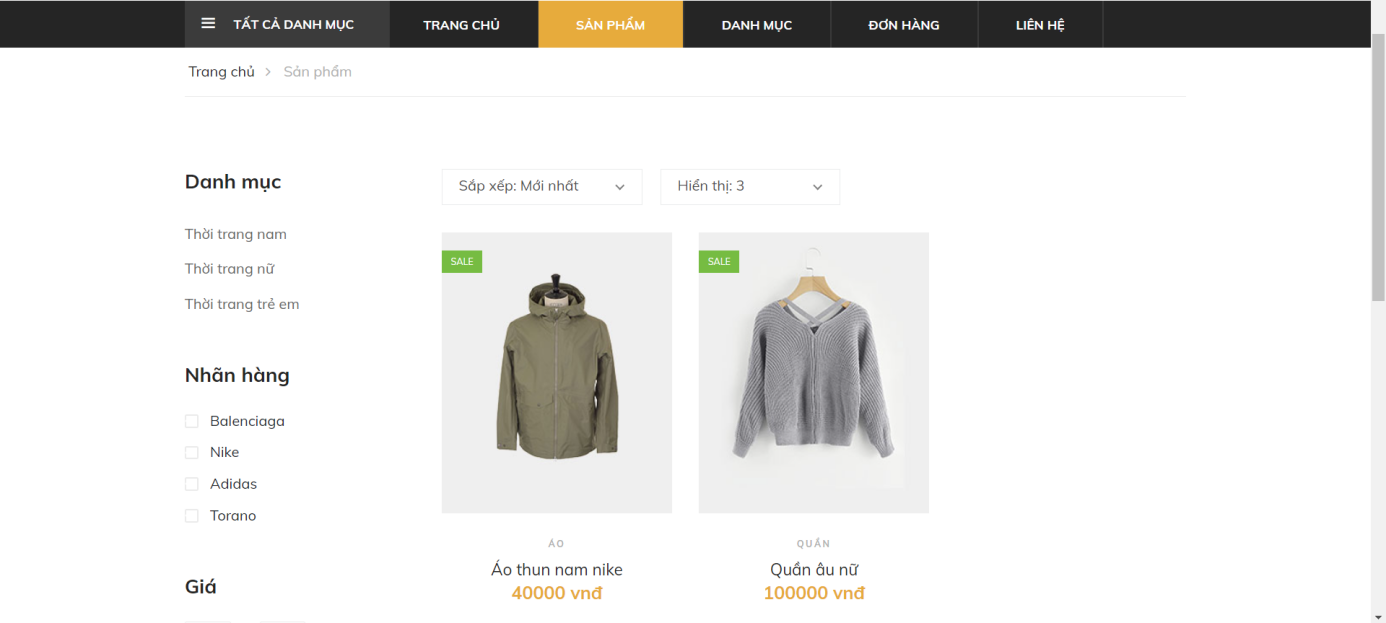 TẤT CẢ DANH MỤC
TRANG CHỦ
SẢN PHẨM
DANH MỤC
ĐƠN HÀNG
LIÊN HỆ
Trang chủ > Sản phẩm
Danh mục
Thời trang nam
Thời trang nữ
Thời trang trẻ em
Nhãn hàng
Balenciaga
Nike
Adidas
Torano
Giá
Sắp xếp: Mới nhất
Hiển thị: 3
SALE
ÁO
Áo thun nam nike
40000 vnđ
SALE
QUẦN
Quần âu nữ
100000 vnđ